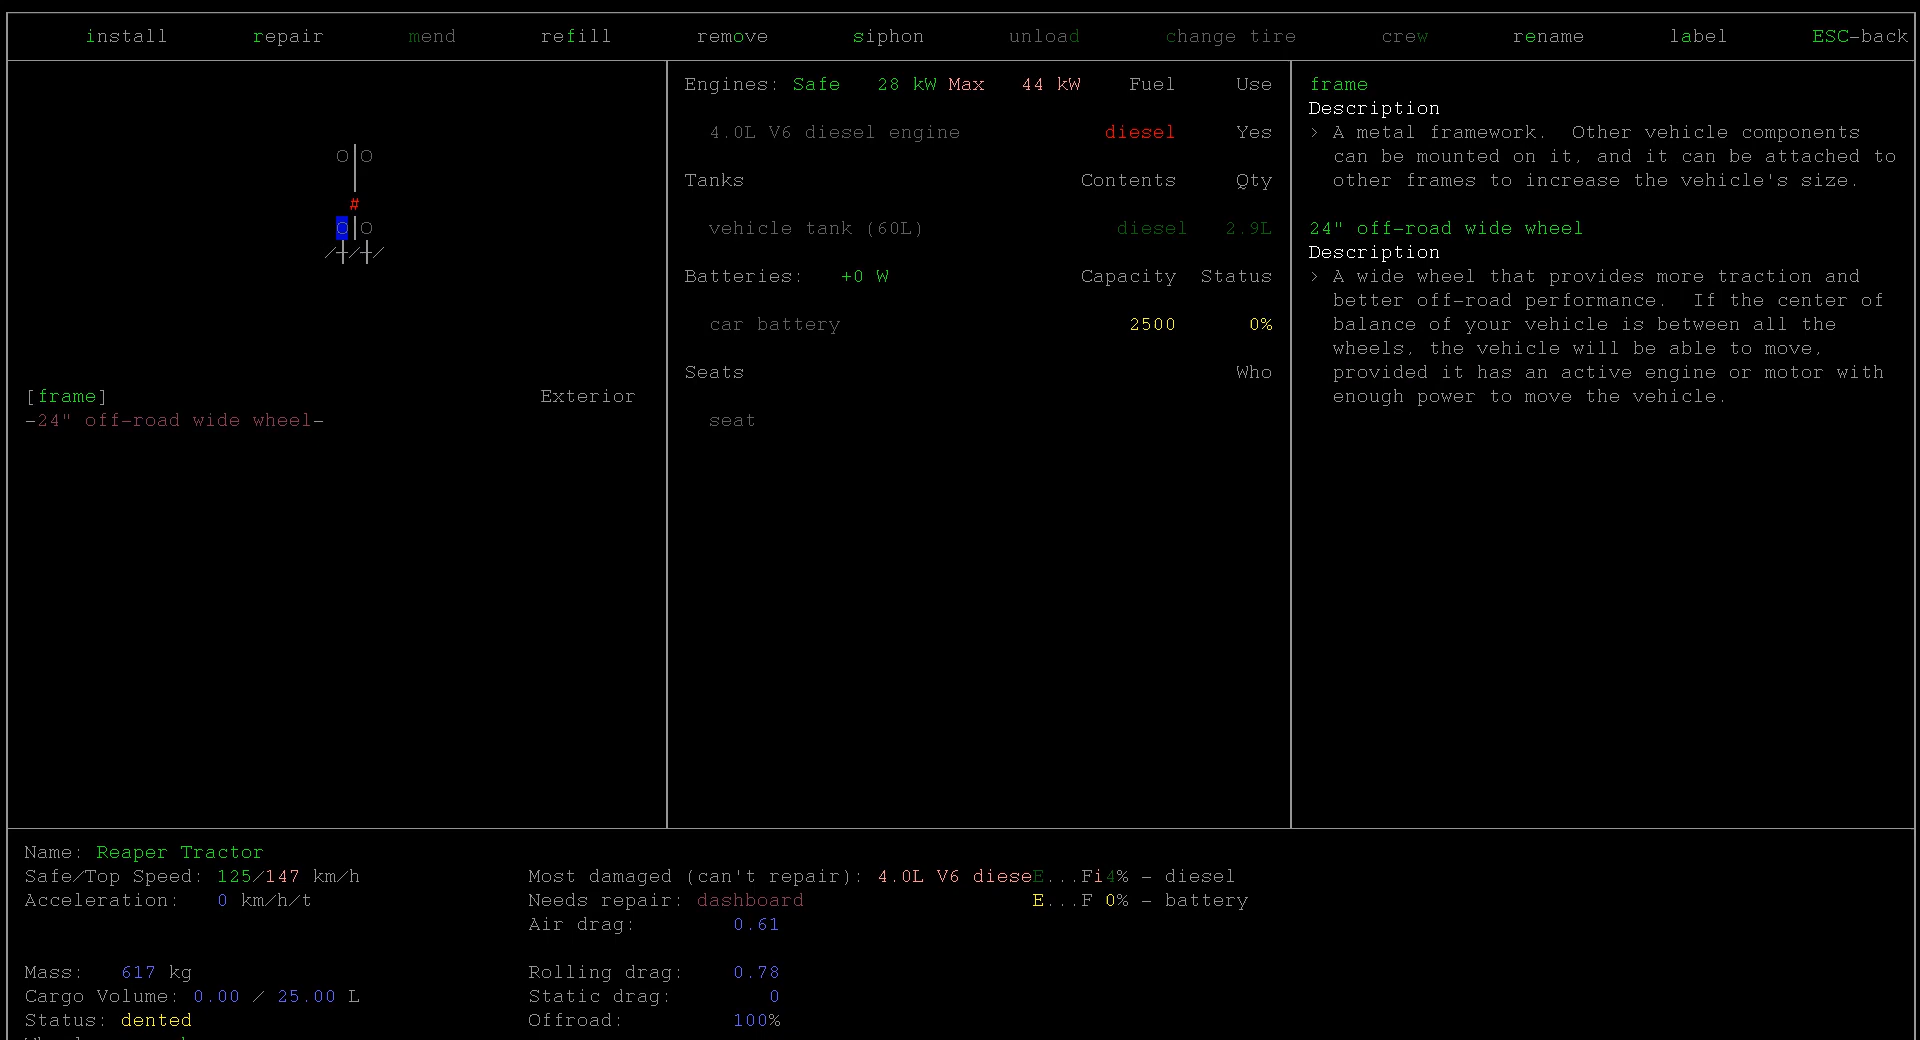 install repair mend refill remove siphon unload change tire crew rename label ESC-back
Engines: Safe 28 kW Max 44 kW Fuel Use
4.0L V6 diesel engine diesel Yes
Tanks Contents Qty
vehicle tank (60L) diesel 2.9L
Batteries: +0 W Capacity Status
car battery 2500 0%
Seats Who
seat
[frame] Exterior
-24" off-road wide wheel-
frame
Description
> A metal framework. Other vehicle components
can be mounted on it, and it can be attached to
other frames to increase the vehicle's size.
24" off-road wide wheel
Description
> A wide wheel that provides more traction and
better off-road performance. If the center of
balance of your vehicle is between all the
wheels, the vehicle will be able to move,
provided it has an active engine or motor with
enough power to move the vehicle.
Name: Reaper Tractor
Safe/Top Speed: 125/147 km/h
Acceleration: 0 km/h/t
Mass: 617 kg
Cargo Volume: 0.00 / 25.00 L
Status: dented
Most damaged (can't repair): 4.0L V6 dieseE...Fi4% - diesel
Needs repair: dashboard E...F 0% - battery
Air drag: 0.61
Rolling drag: 0.78
Static drag: 0
Offroad: 100%